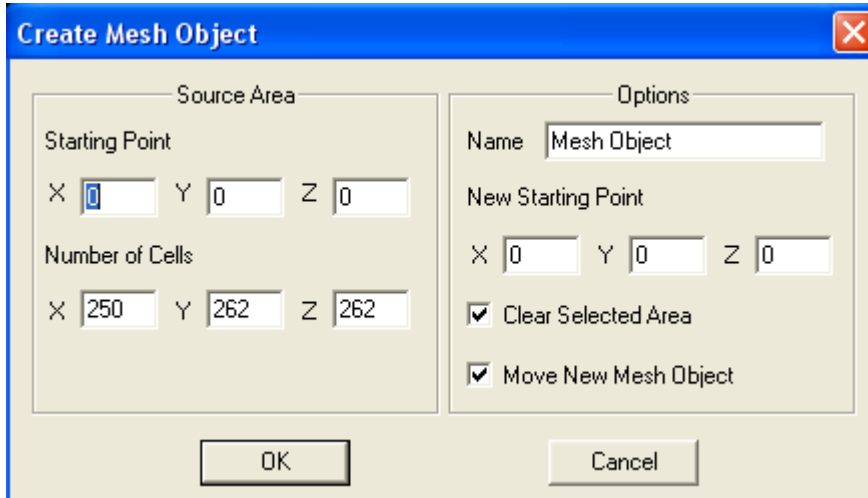 Create Mesh Object
Source Area
Starting Point
X 0 Y 0 Z 0
Number of Cells
X 250 Y 262 Z 262
Options
Name Mesh Object
New Starting Point
X 0 Y 0 Z 0
Clear Selected Area
Move New Mesh Object
OK
Cancel